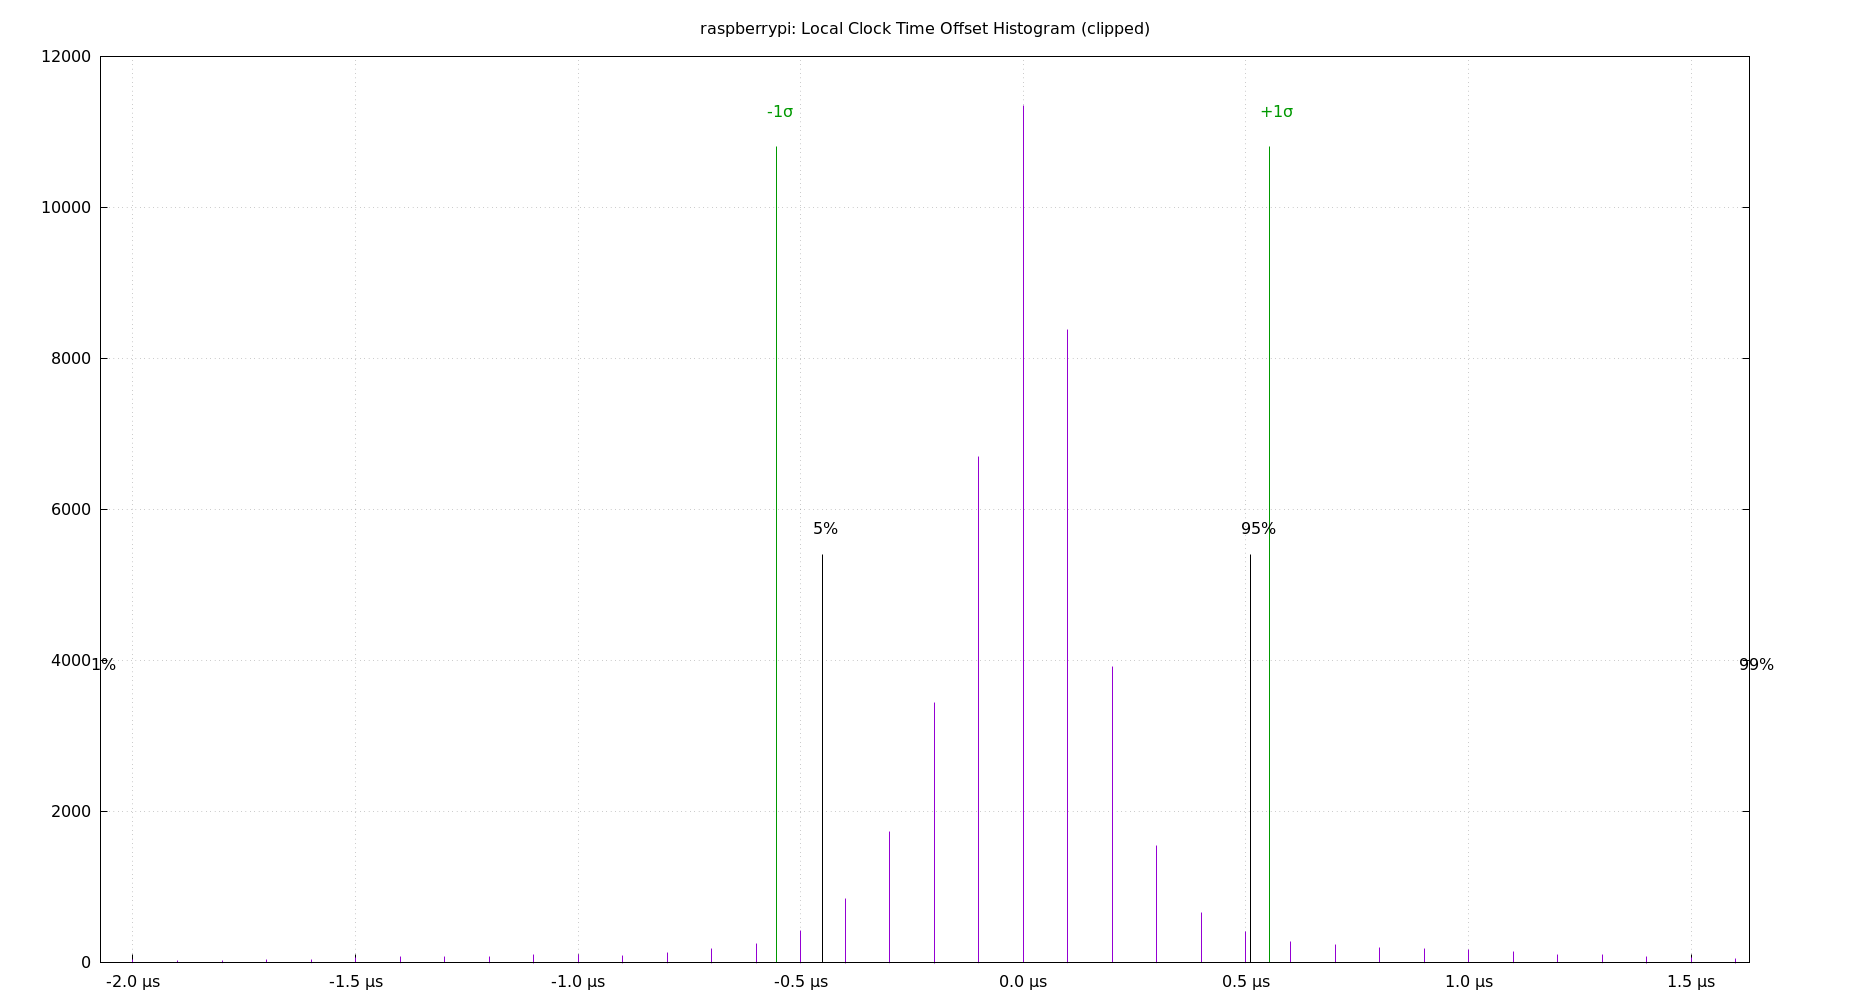 raspberrypi: Local Clock Time Offset Histogram (clipped)
12000
-1σ
+1σ
10000
8000
6000
5%
95%
4000
1%
99%
2000
0
-2.0 µs
-1.5 µs
-1.0 µs
-0.5 µs
0.0 µs
0.5 µs
1.0 µs
1.5 µs